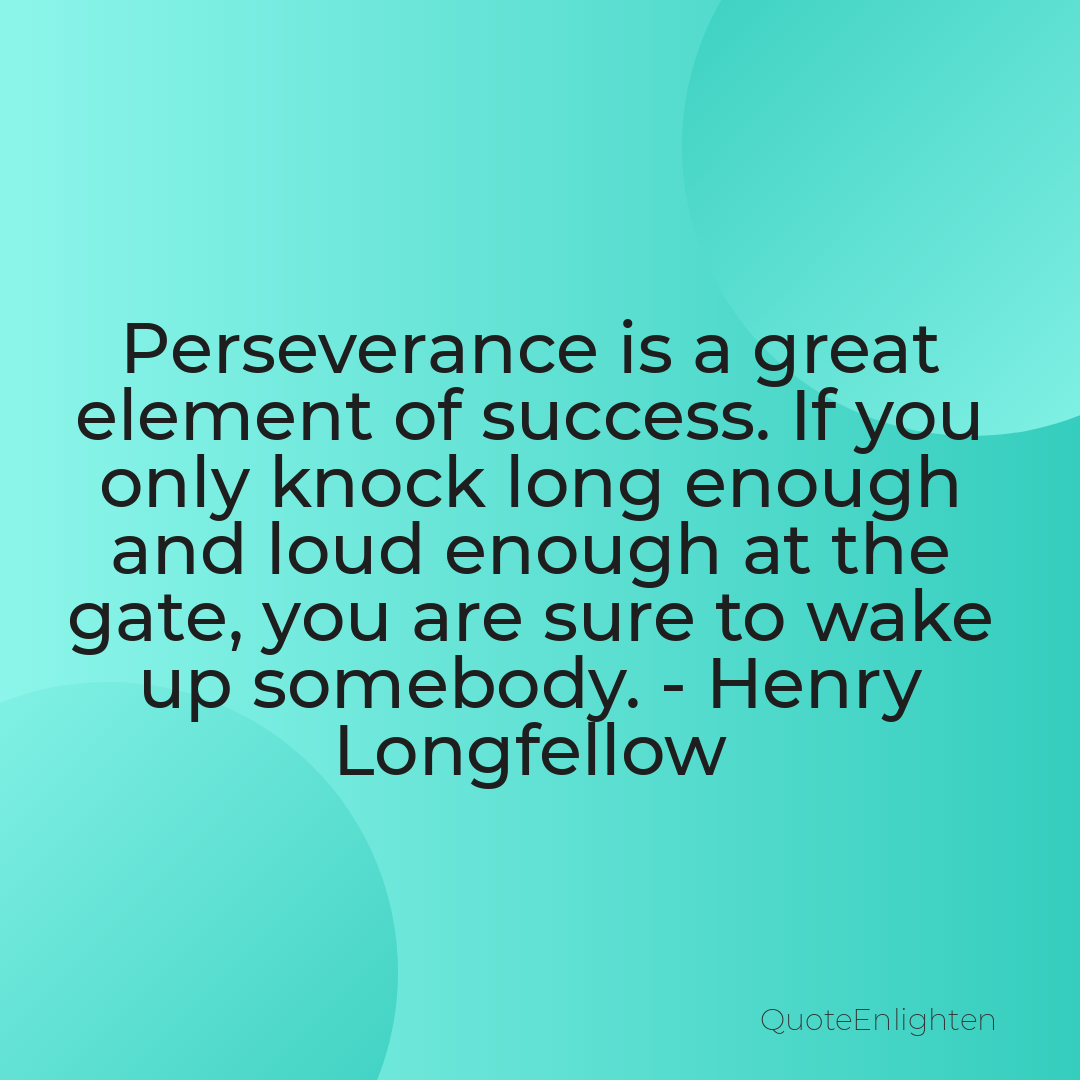 Perseverance is a great
element of success. If you
only knock long enough
and loud enough at the
gate, you are sure to wake
up somebody. - Henry
Longfellow
QuoteEnlighten